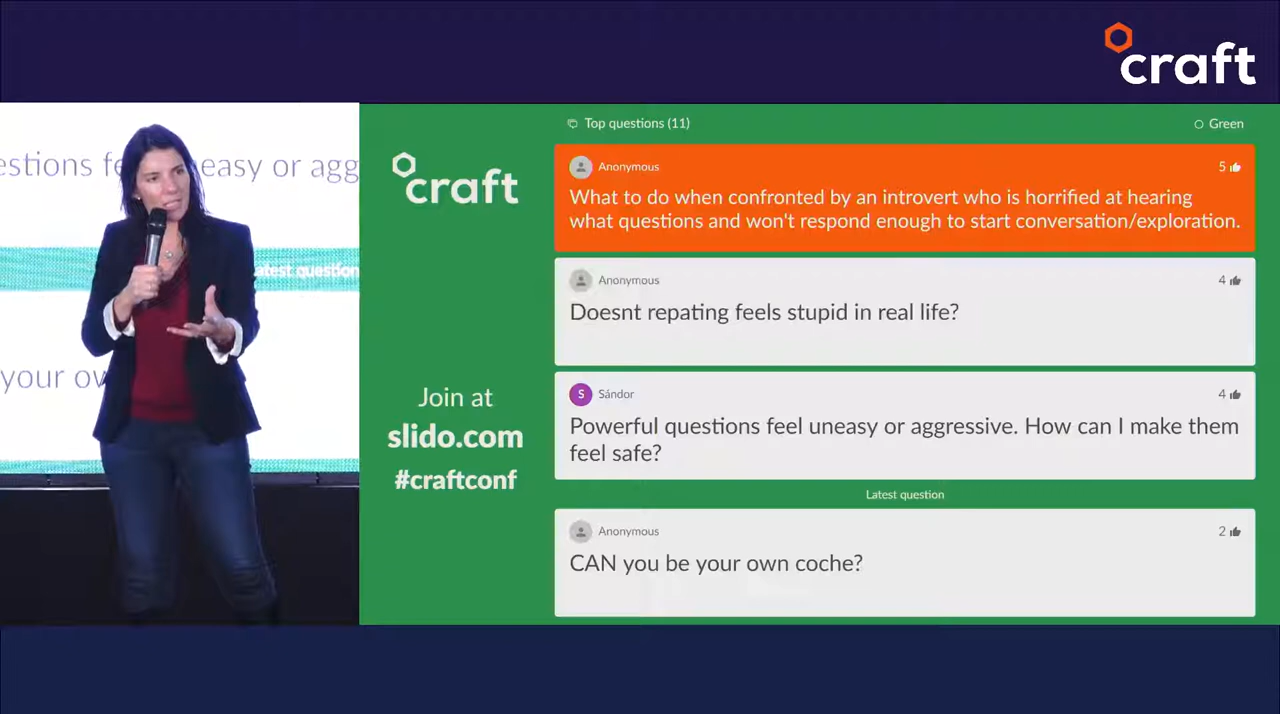 craft
estions fe
uneasy or agg
atest question
your ow
craft
Join at
slido.com
#craftconf
Top questions (11)
Green
Anonymous
5
What to do when confronted by an introvert who is horrified at hearing
what questions and won't respond enough to start conversation/exploration.
Anonymous
4
Doesnt repating feels stupid in real life?
S
Sándor
4
Powerful questions feel uneasy or aggressive. How can I make them
feel safe?
Latest question
Anonymous
2
CAN you be your own coche?